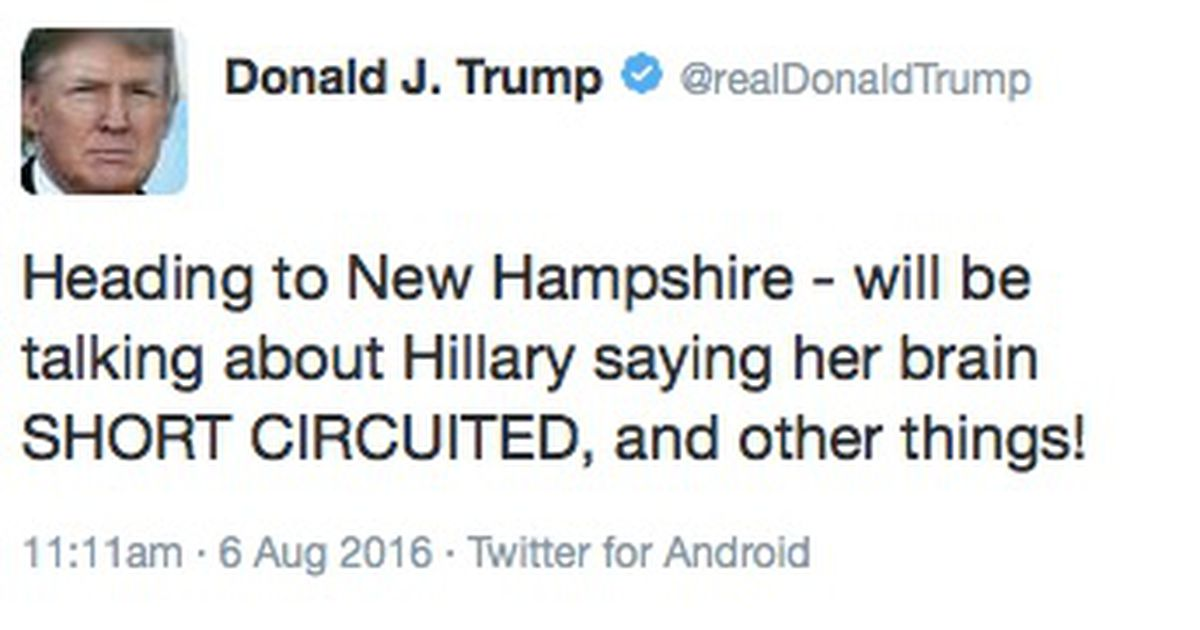 Donald J. Trump @realDonaldTrump
Heading to New Hampshire - will be
talking about Hillary saying her brain
SHORT CIRCUITED, and other things!
11:11am · 6 Aug 2016 · Twitter for Android